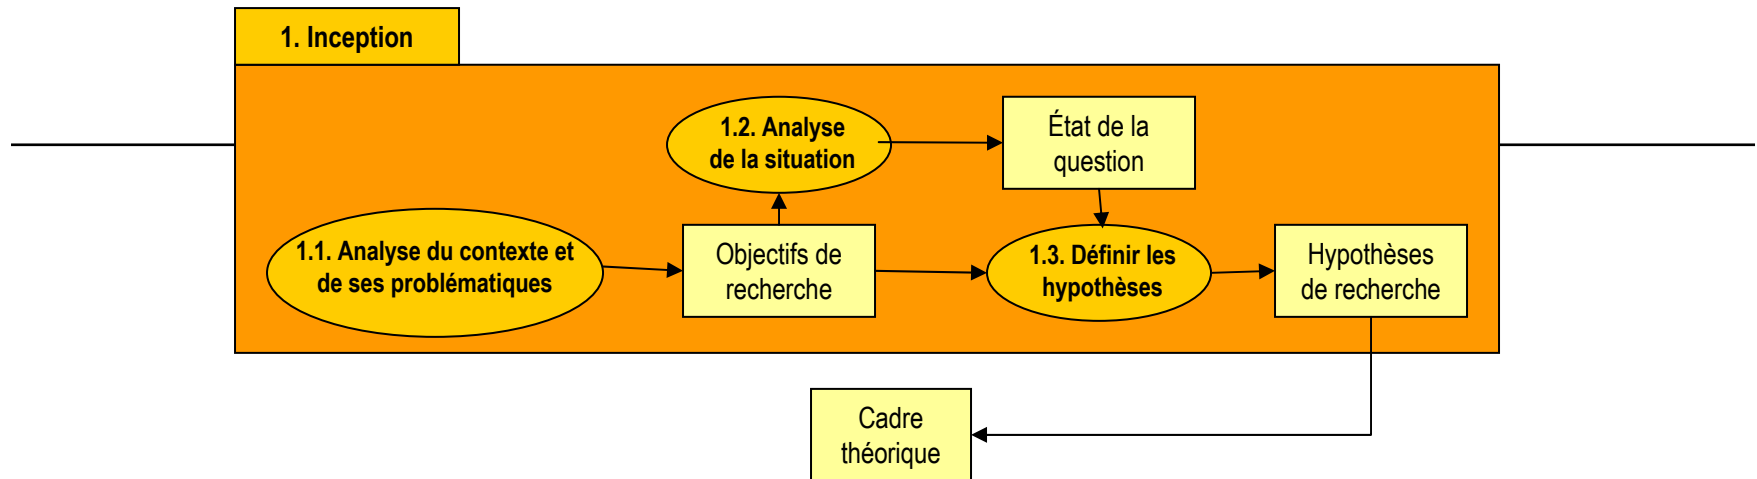 1. Inception
1.2. Analyse
de la situation
État de la
question
1.1. Analyse du contexte et
de ses problématiques
Objectifs de
recherche
1.3. Définir les
hypothèses
Hypothèses
de recherche
Cadre
théorique